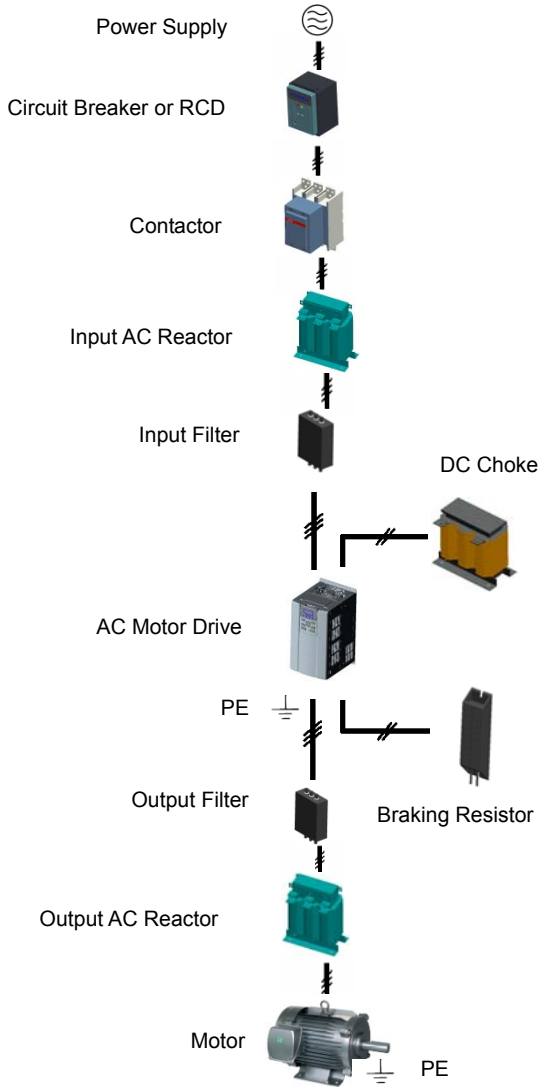 Power Supply
Circuit Breaker or RCD
Contactor
Input AC Reactor
Input Filter
DC Choke
AC Motor Drive
PE
Output Filter
Braking Resistor
Output AC Reactor
Motor
PE